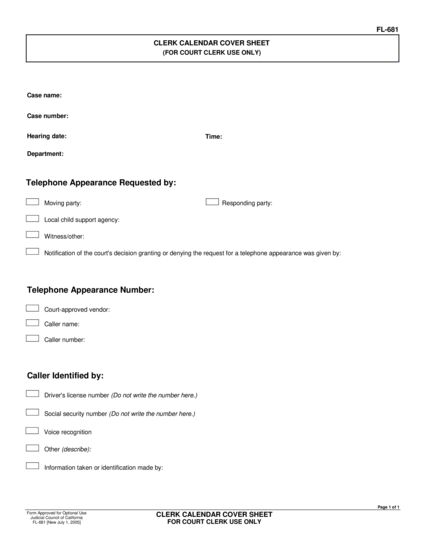 FL-681
CLERK CALENDAR COVER SHEET
(FOR COURT CLERK USE ONLY)
Case name:
Case number:
Hearing date: Time:
Department:
Telephone Appearance Requested by:
Moving party: Responding party:
Local child support agency:
Witness/other:
Notification of the court's decision granting or denying the request for a telephone appearance was given by:
Telephone Appearance Number:
Court-approved vendor:
Caller name:
Caller number:
Caller Identified by:
Driver's license number (Do not write the number here.)
Social security number (Do not write the number here.)
Voice recognition
Other (describe):
Information taken or identification made by:
Page 1 of 1
Form Approved for Optional Use
Judicial Council of California
FL-681 [New July 1, 2005]
CLERK CALENDAR COVER SHEET
FOR COURT CLERK USE ONLY